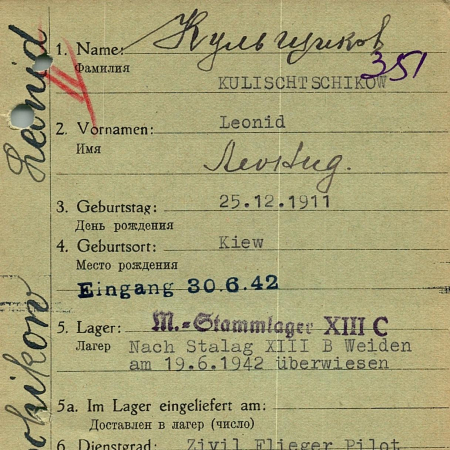 1. Name: Кульщиков
Фамилия
KULISCHTSCHIKOW
351
2. Vornamen: Leonid
Имя
Леонид.
3. Geburtstag: 25.12.1911
День рождения
4. Geburtsort: Kiew
Место рождения
Eingang 30.6.42
5. Lager: M.-Stammlager XIII C
Лагерь
Nach Stalag XIII B Weiden
am 19.6.1942 überwiesen
5a. Im Lager eingeliefert am:
Доставлен в лагерь (число)
6. Dienstgrad: Zivil Flieger Pilot
Leonid